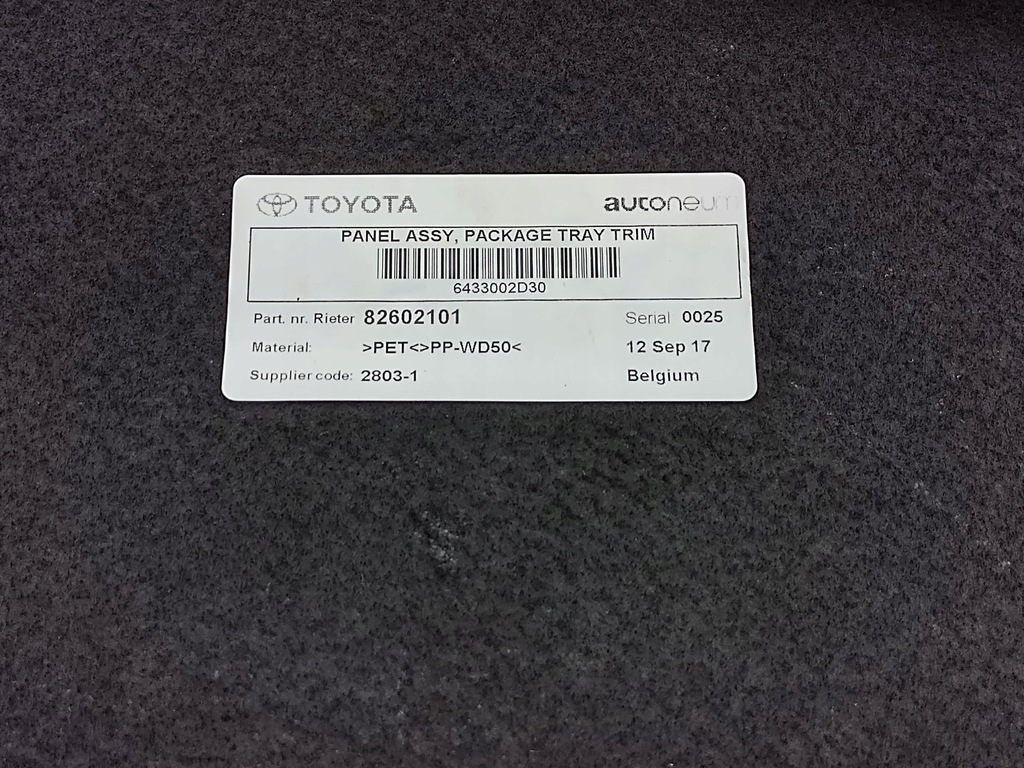 TOYOTA autoneum
PANEL ASSY, PACKAGE TRAY TRIM
6433002D30
Part. nr. Rieter 82602101 Serial 0025
Material: >PET<>PP-WD50< 12 Sep 17
Supplier code: 2803-1 Belgium